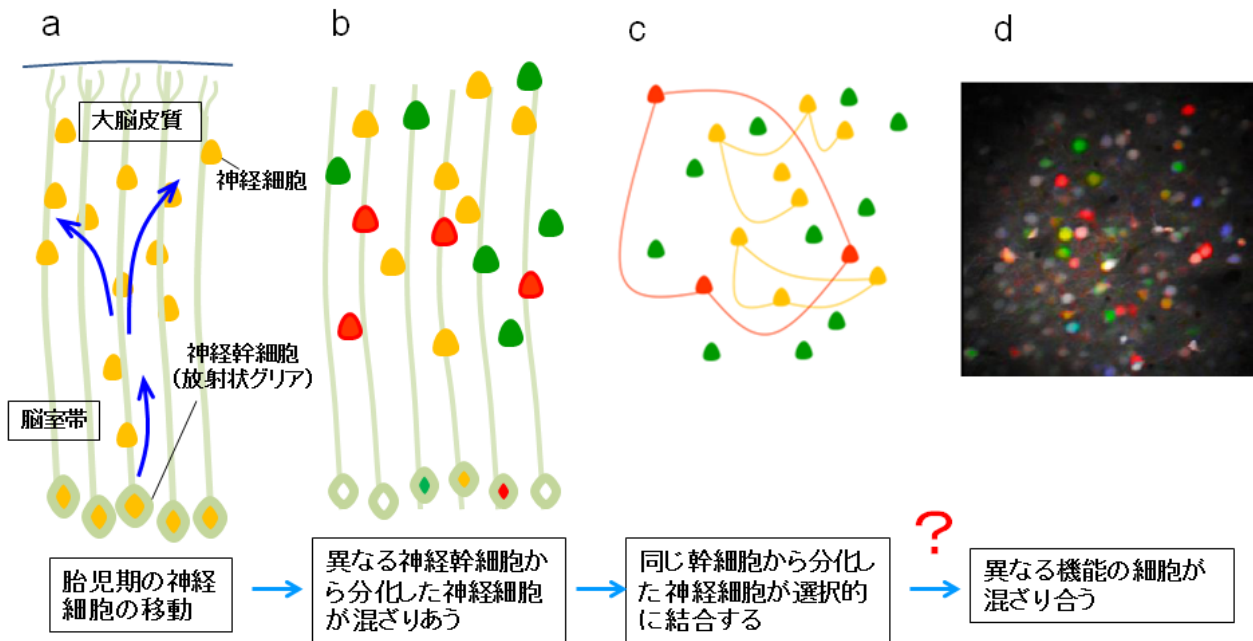 a
b
c
d
大脳皮質
神経細胞
神経幹細胞
(放射状グリア)
脳室帯
胎児期の神経
細胞の移動
異なる神経幹細胞か
ら分化した神経細胞
が混ざりあう
同じ幹細胞から分化し
た神経細胞が選択的
に結合する
?
異なる機能の細胞が
混ざり合う